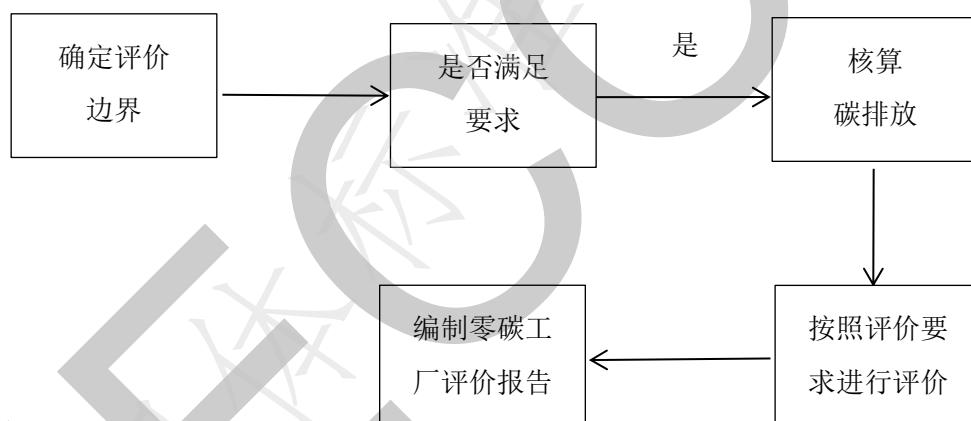 确定评价
边界
是否满足
要求
是
核算
碳排放
按照评价要
求进行评价
编制零碳工
厂评价报告